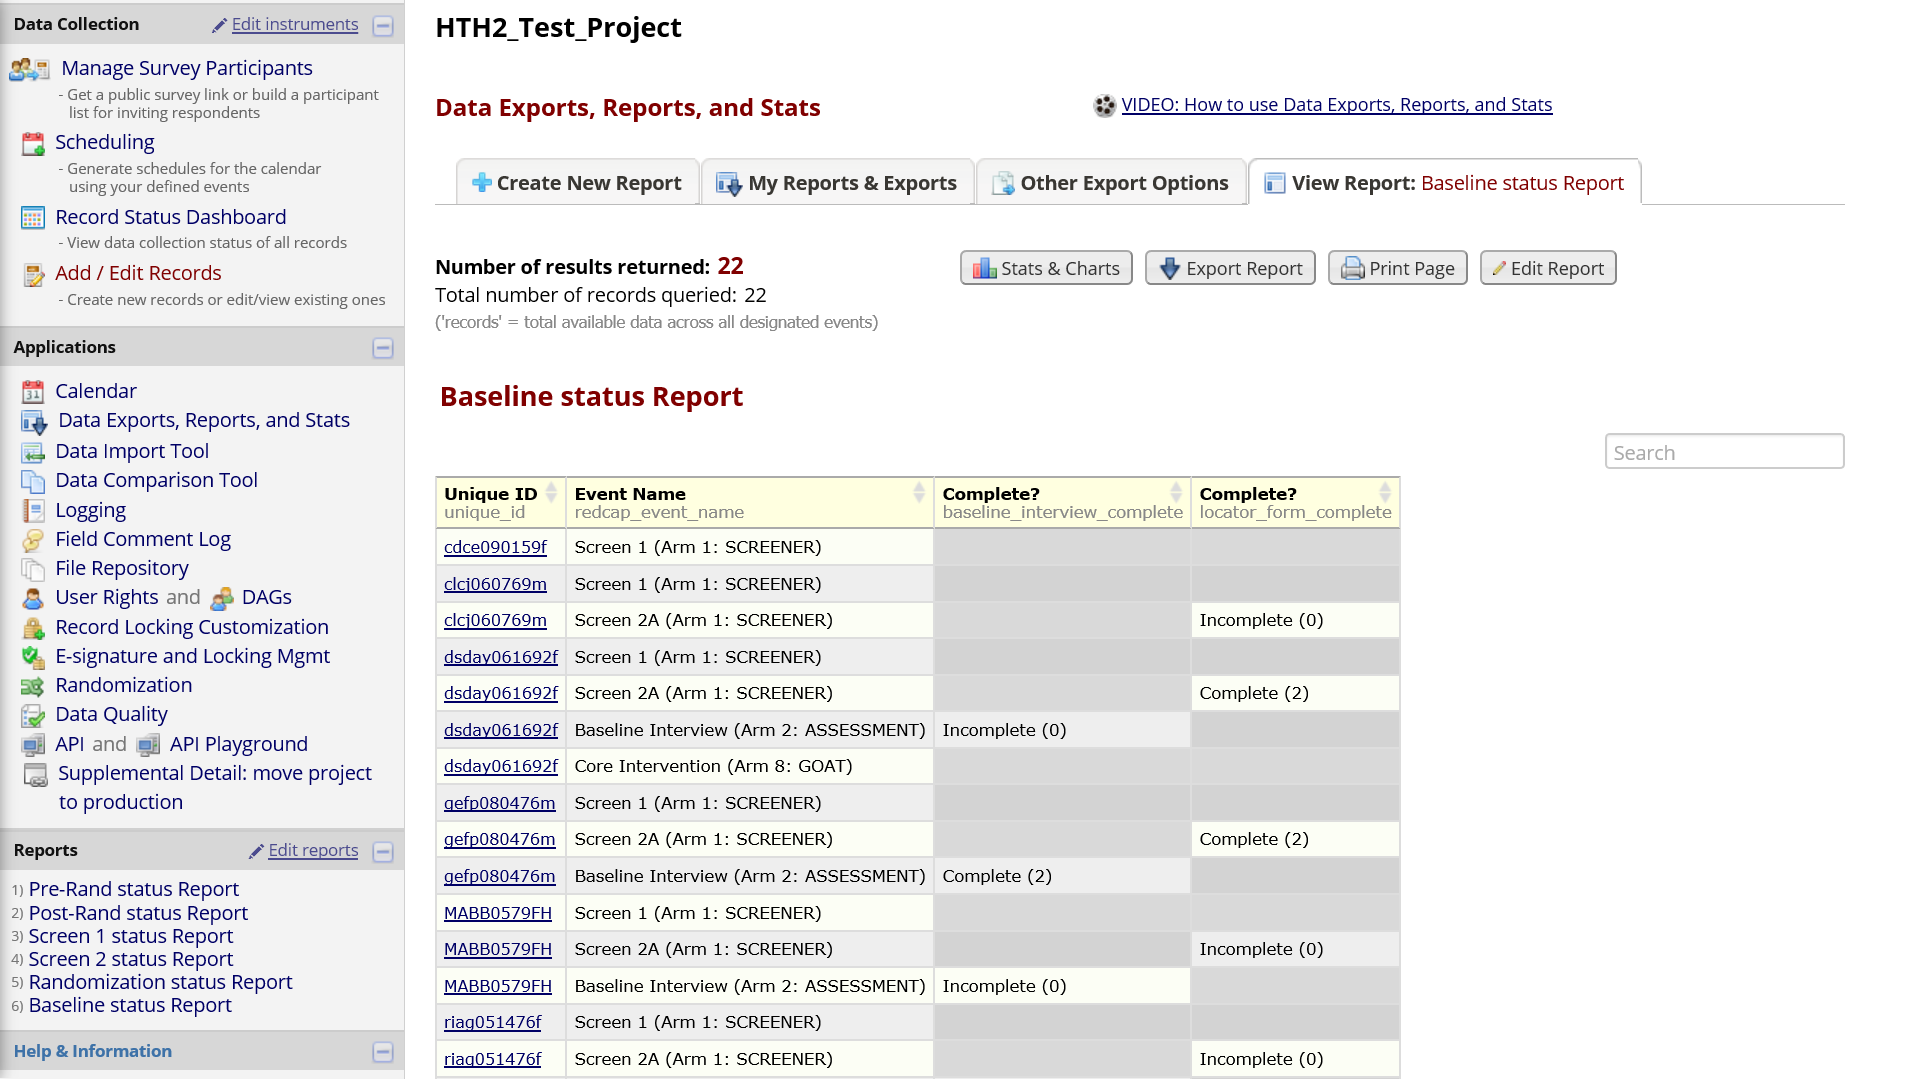 Data Collection
Edit instruments
Manage Survey Participants
- Get a public survey link or build a participant
list for inviting respondents
Scheduling
- Generate schedules for the calendar
using your defined events
Record Status Dashboard
- View data collection status of all records
Add / Edit Records
- Create new records or edit/view existing ones
Applications
Calendar
Data Exports, Reports, and Stats
Data Import Tool
Data Comparison Tool
Logging
Field Comment Log
File Repository
User Rights and DAGs
Record Locking Customization
E-signature and Locking Mgmt
Randomization
Data Quality
API and API Playground
Supplemental Detail: move project
to production
Reports
Edit reports
1) Pre-Rand status Report
2) Post-Rand status Report
3) Screen 1 status Report
4) Screen 2 status Report
5) Randomization status Report
6) Baseline status Report
Help & Information
HTH2_Test_Project
Data Exports, Reports, and Stats
VIDEO: How to use Data Exports, Reports, and Stats
Create New Report
My Reports & Exports
Other Export Options
View Report: Baseline status Report
Number of results returned: 22
Total number of records queried: 22
('records' = total available data across all designated events)
Stats & Charts
Export Report
Print Page
Edit Report
Baseline status Report
Search
Unique ID Event Name Complete? Complete?
unique_id redcap_event_name baseline_interview_complete locator_form_complete
cdce090159f Screen 1 (Arm 1: SCREENER)
clcj060769m Screen 1 (Arm 1: SCREENER)
clcj060769m Screen 2A (Arm 1: SCREENER) Incomplete (0)
dsday061692f Screen 1 (Arm 1: SCREENER)
dsday061692f Screen 2A (Arm 1: SCREENER) Complete (2)
dsday061692f Baseline Interview (Arm 2: ASSESSMENT) Incomplete (0)
dsday061692f Core Intervention (Arm 8: GOAT)
gefp080476m Screen 1 (Arm 1: SCREENER)
gefp080476m Screen 2A (Arm 1: SCREENER) Complete (2)
gefp080476m Baseline Interview (Arm 2: ASSESSMENT) Complete (2)
MABB0579FH Screen 1 (Arm 1: SCREENER)
MABB0579FH Screen 2A (Arm 1: SCREENER) Incomplete (0)
MABB0579FH Baseline Interview (Arm 2: ASSESSMENT) Incomplete (0)
riag051476f Screen 1 (Arm 1: SCREENER)
riag051476f Screen 2A (Arm 1: SCREENER) Incomplete (0)